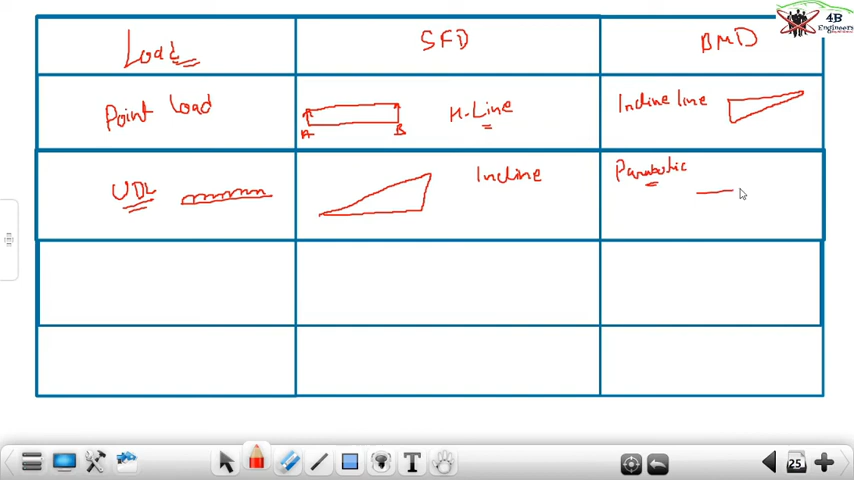 Load
SFD
BMD
Point Load
A
B
H-Line
Incline line
UDL
Incline
Parabolic
4B
Engineers
25
T